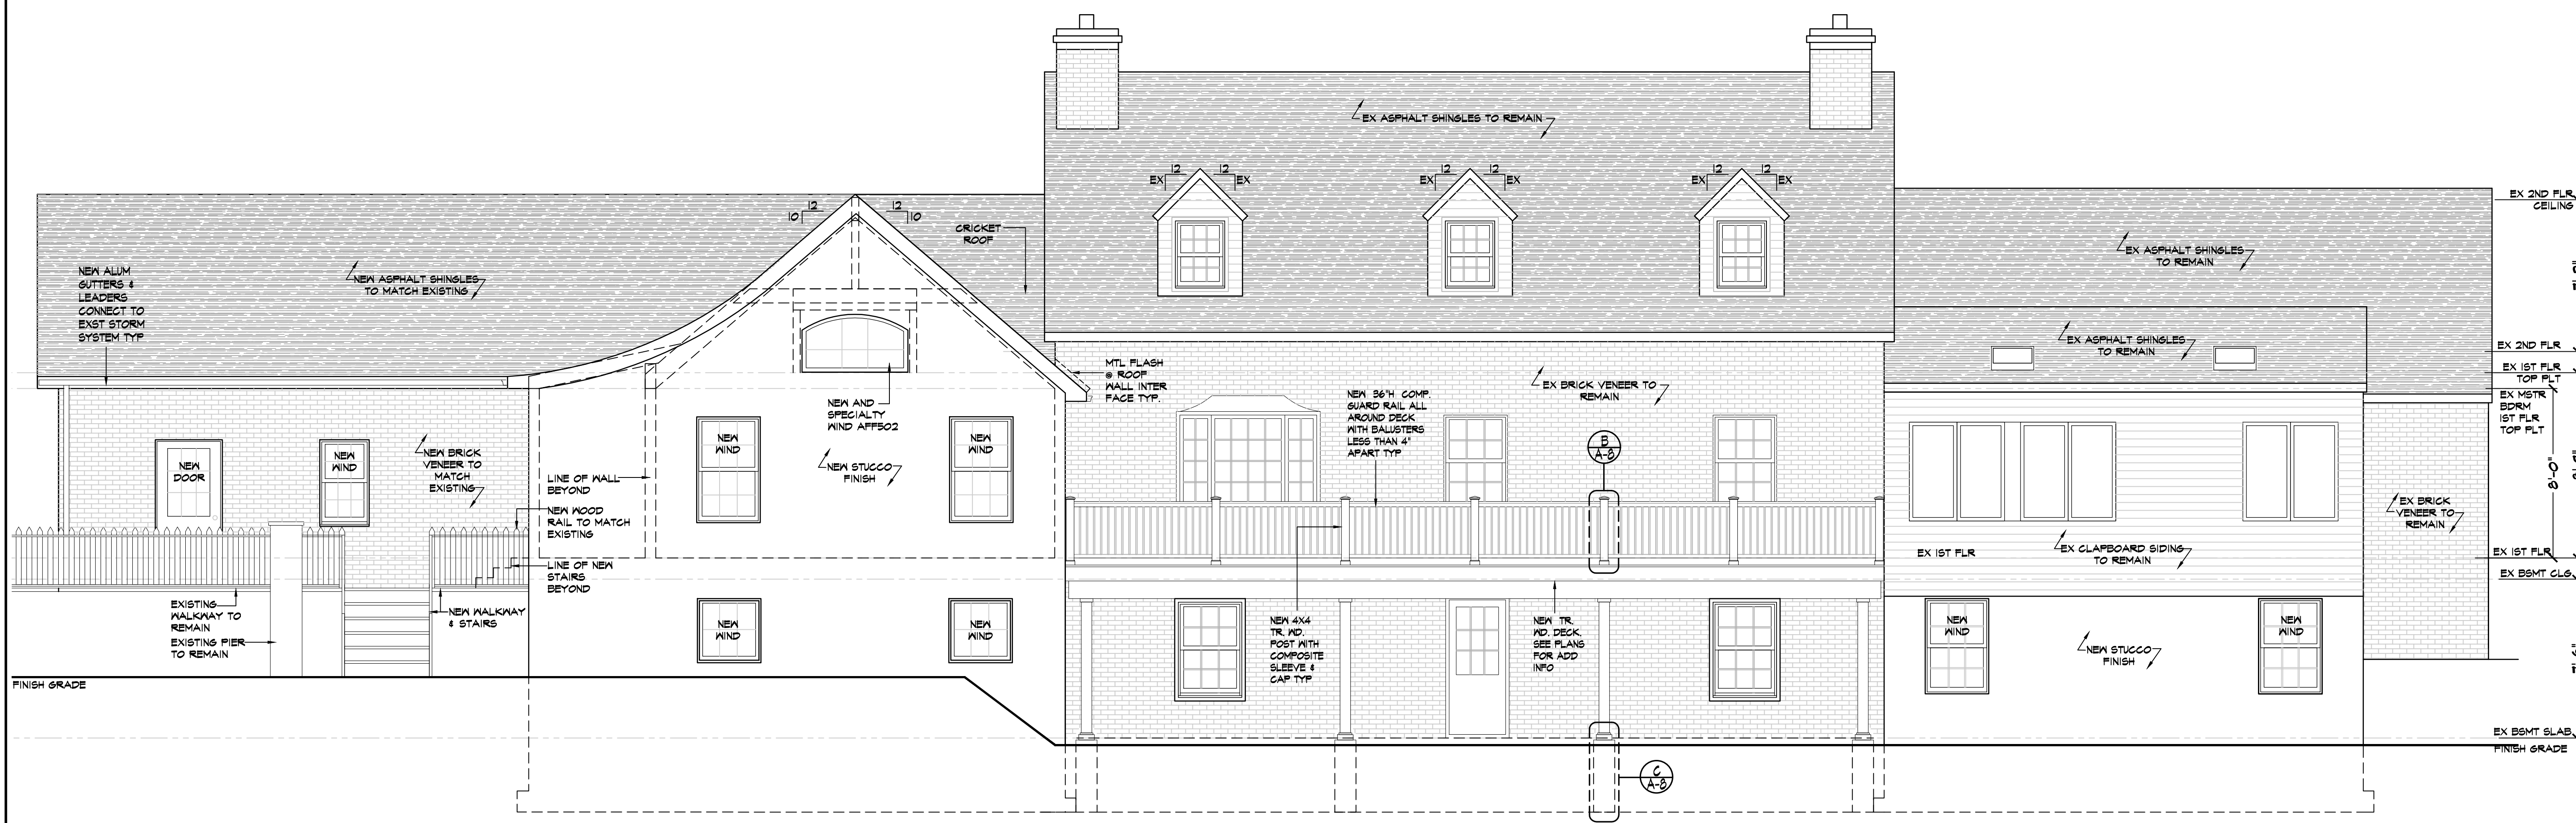 EX ASPHALT SHINGLES TO REMAIN
12
12
EX
EX
12
12
EX
EX
12
12
EX
EX
12
10
12
10
CRICKET
ROOF
NEW ALUM
GUTTERS &
LEADERS
CONNECT TO
EXST STORM
SYSTEM TYP
NEW ASPHALT SHINGLES
TO MATCH EXISTING
EX ASPHALT SHINGLES
TO REMAIN
EX ASPHALT SHINGLES
TO REMAIN
EX 2ND FLR
CEILING
EX 2ND FLR
EX 1ST FLR
TOP PLT
EX MSTR
BDRM
1ST FLR
TOP PLT
8'-0"
MTL FLASH
@ ROOF
WALL INTER
FACE TYP.
NEW AND
SPECIALTY
WIND AFF502
NEW 36"H COMP.
GUARD RAIL ALL
AROUND DECK
WITH BALUSTERS
LESS THAN 4"
APART TYP
EX BRICK VENEER TO
REMAIN
B
A-8
NEW
DOOR
NEW
WIND
NEW BRICK
VENEER TO
MATCH
EXISTING
LINE OF WALL
BEYOND
NEW WOOD
RAIL TO MATCH
EXISTING
LINE OF NEW
STAIRS
BEYOND
NEW
WIND
NEW STUCCO
FINISH
NEW
WIND
EX BRICK
VENEER TO
REMAIN
EX 1ST FLR
EX CLAPBOARD SIDING
TO REMAIN
EX 1ST FLR
EX BSMT CLG
EXISTING
WALKWAY TO
REMAIN
EXISTING PIER
TO REMAIN
NEW WALKWAY
& STAIRS
NEW
WIND
NEW
WIND
NEW 4X4
TR. WD.
POST WITH
COMPOSITE
SLEEVE &
CAP TYP
NEW TR.
WD. DECK.
SEE PLANS
FOR ADD
INFO
NEW
WIND
NEW STUCCO
FINISH
NEW
WIND
FINISH GRADE
EX BSMT SLAB
FINISH GRADE
C
A-8